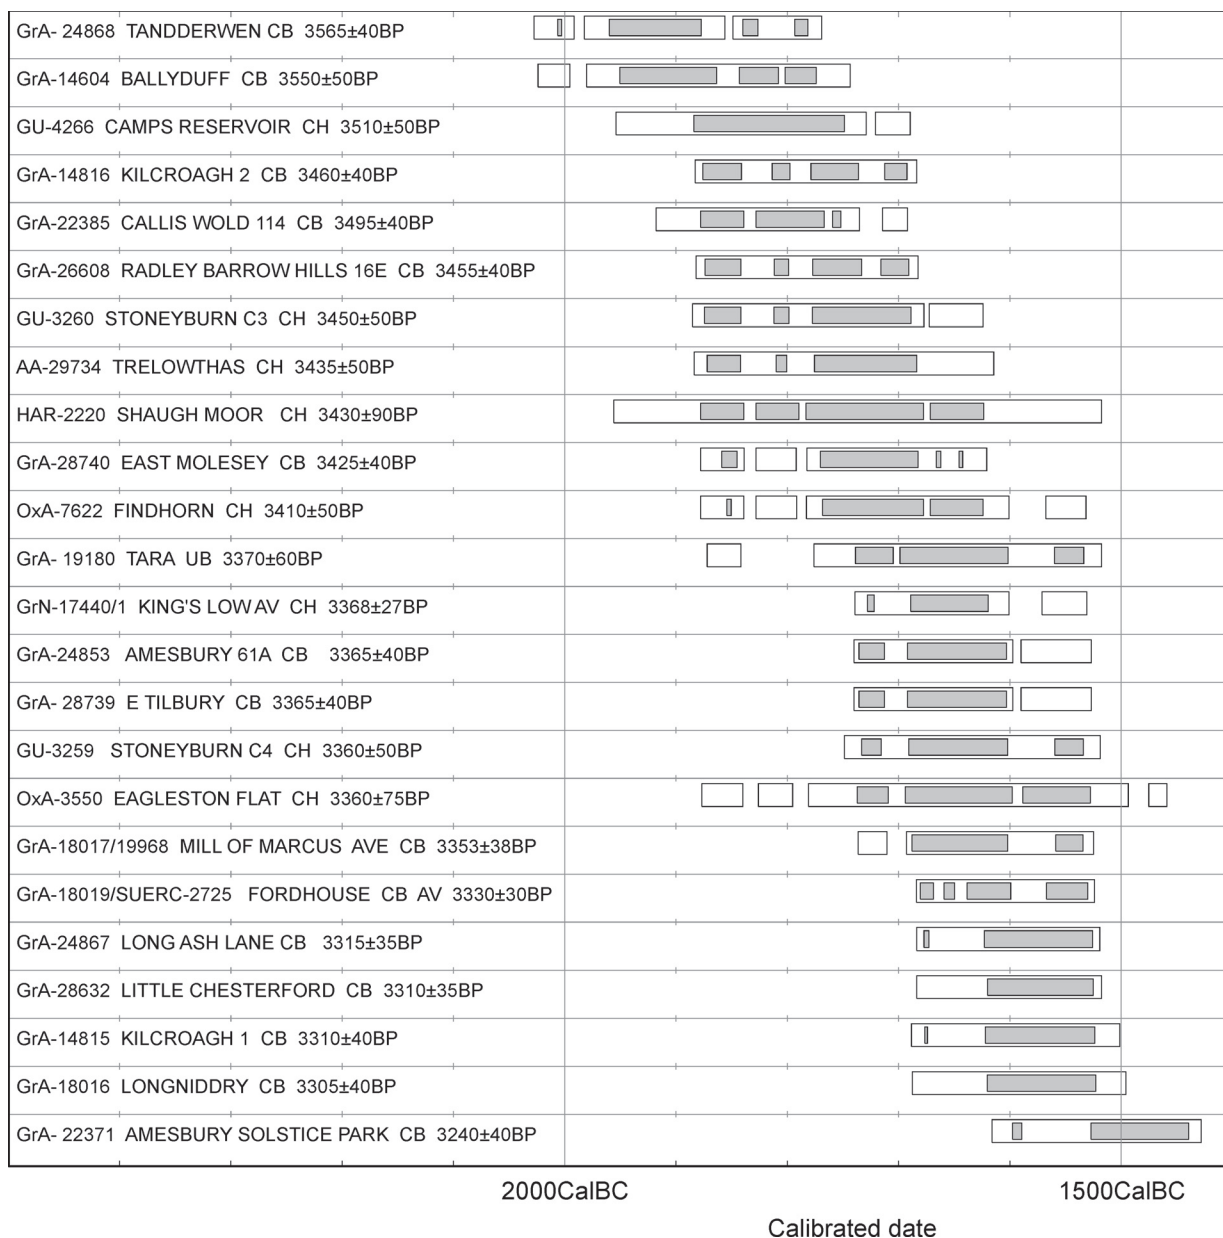 GrA- 24868 TANDDERWEN CB 3565±40BP
GrA-14604 BALLYDUFF CB 3550±50BP
GU-4266 CAMPS RESERVOIR CH 3510±50BP
GrA-14816 KILCROAGH 2 CB 3460±40BP
GrA-22385 CALLIS WOLD 114 CB 3495±40BP
GrA-26608 RADLEY BARROW HILLS 16E CB 3455±40BP
GU-3260 STONEYBURN C3 CH 3450±50BP
AA-29734 TRELOWTHAS CH 3435±50BP
HAR-2220 SHAUGH MOOR CH 3430±90BP
GrA-28740 EAST MOLESEY CB 3425±40BP
OxA-7622 FINDHORN CH 3410±50BP
GrA- 19180 TARA UB 3370±60BP
GrN-17440/1 KING'S LOW AV CH 3368±27BP
GrA-24853 AMESBURY 61A CB 3365±40BP
GrA- 28739 E TILBURY CB 3365±40BP
GU-3259 STONEYBURN C4 CH 3360±50BP
OxA-3550 EAGLESTON FLAT CH 3360±75BP
GrA-18017/19968 MILL OF MARCUS AVE CB 3353±38BP
GrA-18019/SUERC-2725 FORDHOUSE CB AV 3330±30BP
GrA-24867 LONG ASH LANE CB 3315±35BP
GrA-28632 LITTLE CHESTERFORD CB 3310±35BP
GrA-14815 KILCROAGH 1 CB 3310±40BP
GrA-18016 LONGNIDDRY CB 3305±40BP
GrA- 22371 AMESBURY SOLSTICE PARK CB 3240±40BP
2000CalBC 1500CalBC
Calibrated date